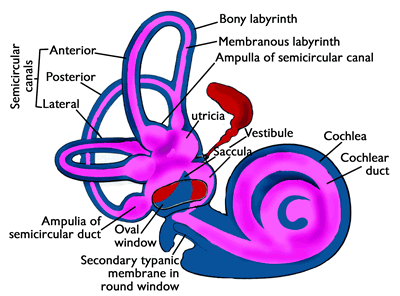 Bony labyrinth
Anterior
Membranous labyrinth
Ampulla of semicircular canal
Semicircular
canals
Posterior
Lateral
utricia
Vestibule
Saccula
Cochlea
Cochlear
duct
Ampulia of
semicircular duct
Oval
window
Secondary typanic
membrane in
round window